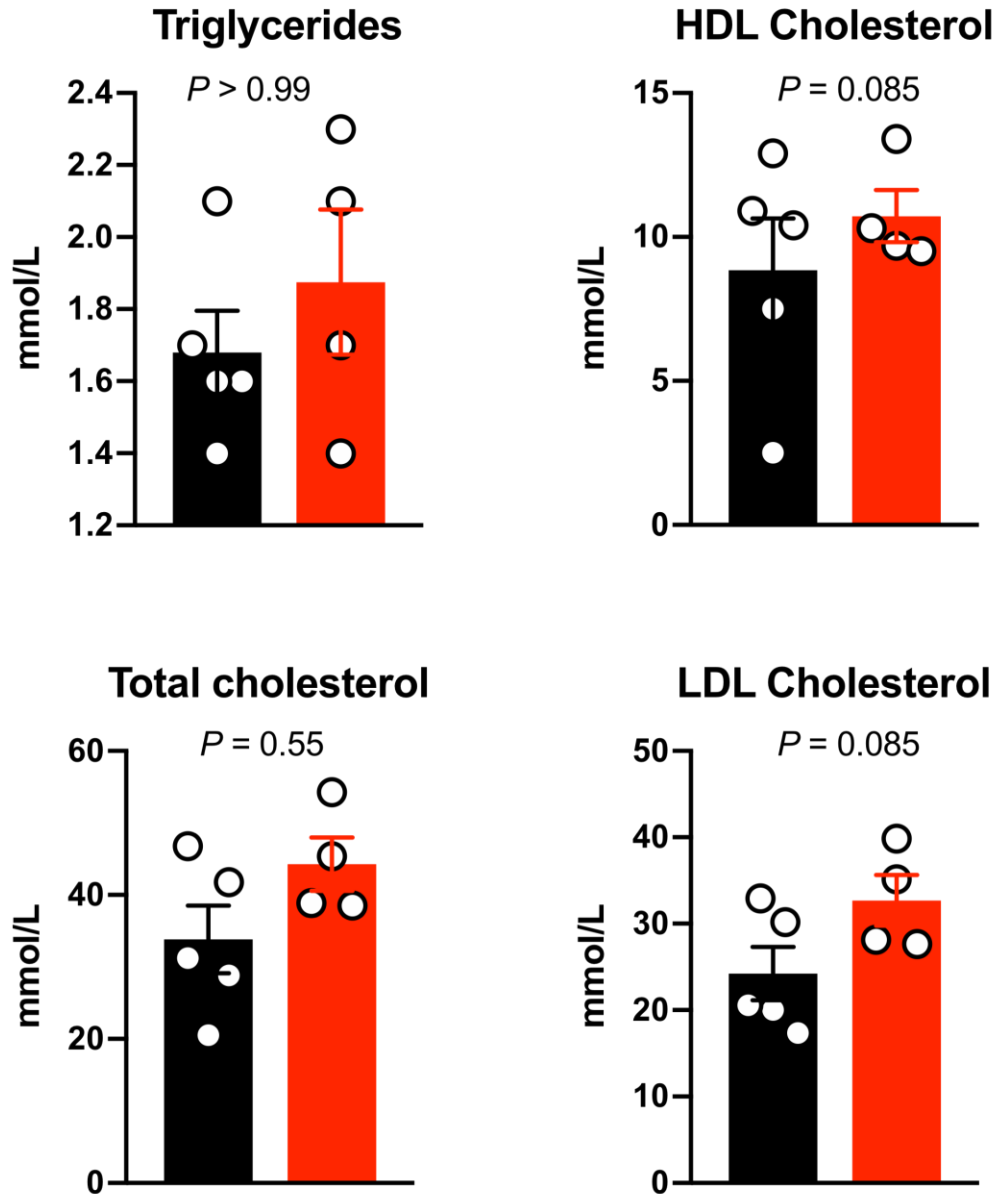 Triglycerides
P > 0.99
mmol/L
2.4
2.2
2.0
1.8
1.6
1.4
1.2
HDL Cholesterol
P = 0.085
mmol/L
15
10
5
0
Total cholesterol
P = 0.55
mmol/L
60
40
20
0
LDL Cholesterol
P = 0.085
mmol/L
50
40
30
20
10
0